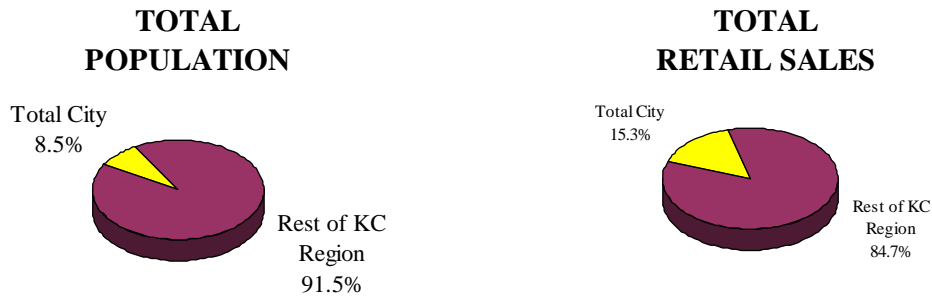 TOTAL
POPULATION
Total City
8.5%
Rest of KC
Region
91.5%
TOTAL
RETAIL SALES
Total City
15.3%
Rest of KC
Region
84.7%